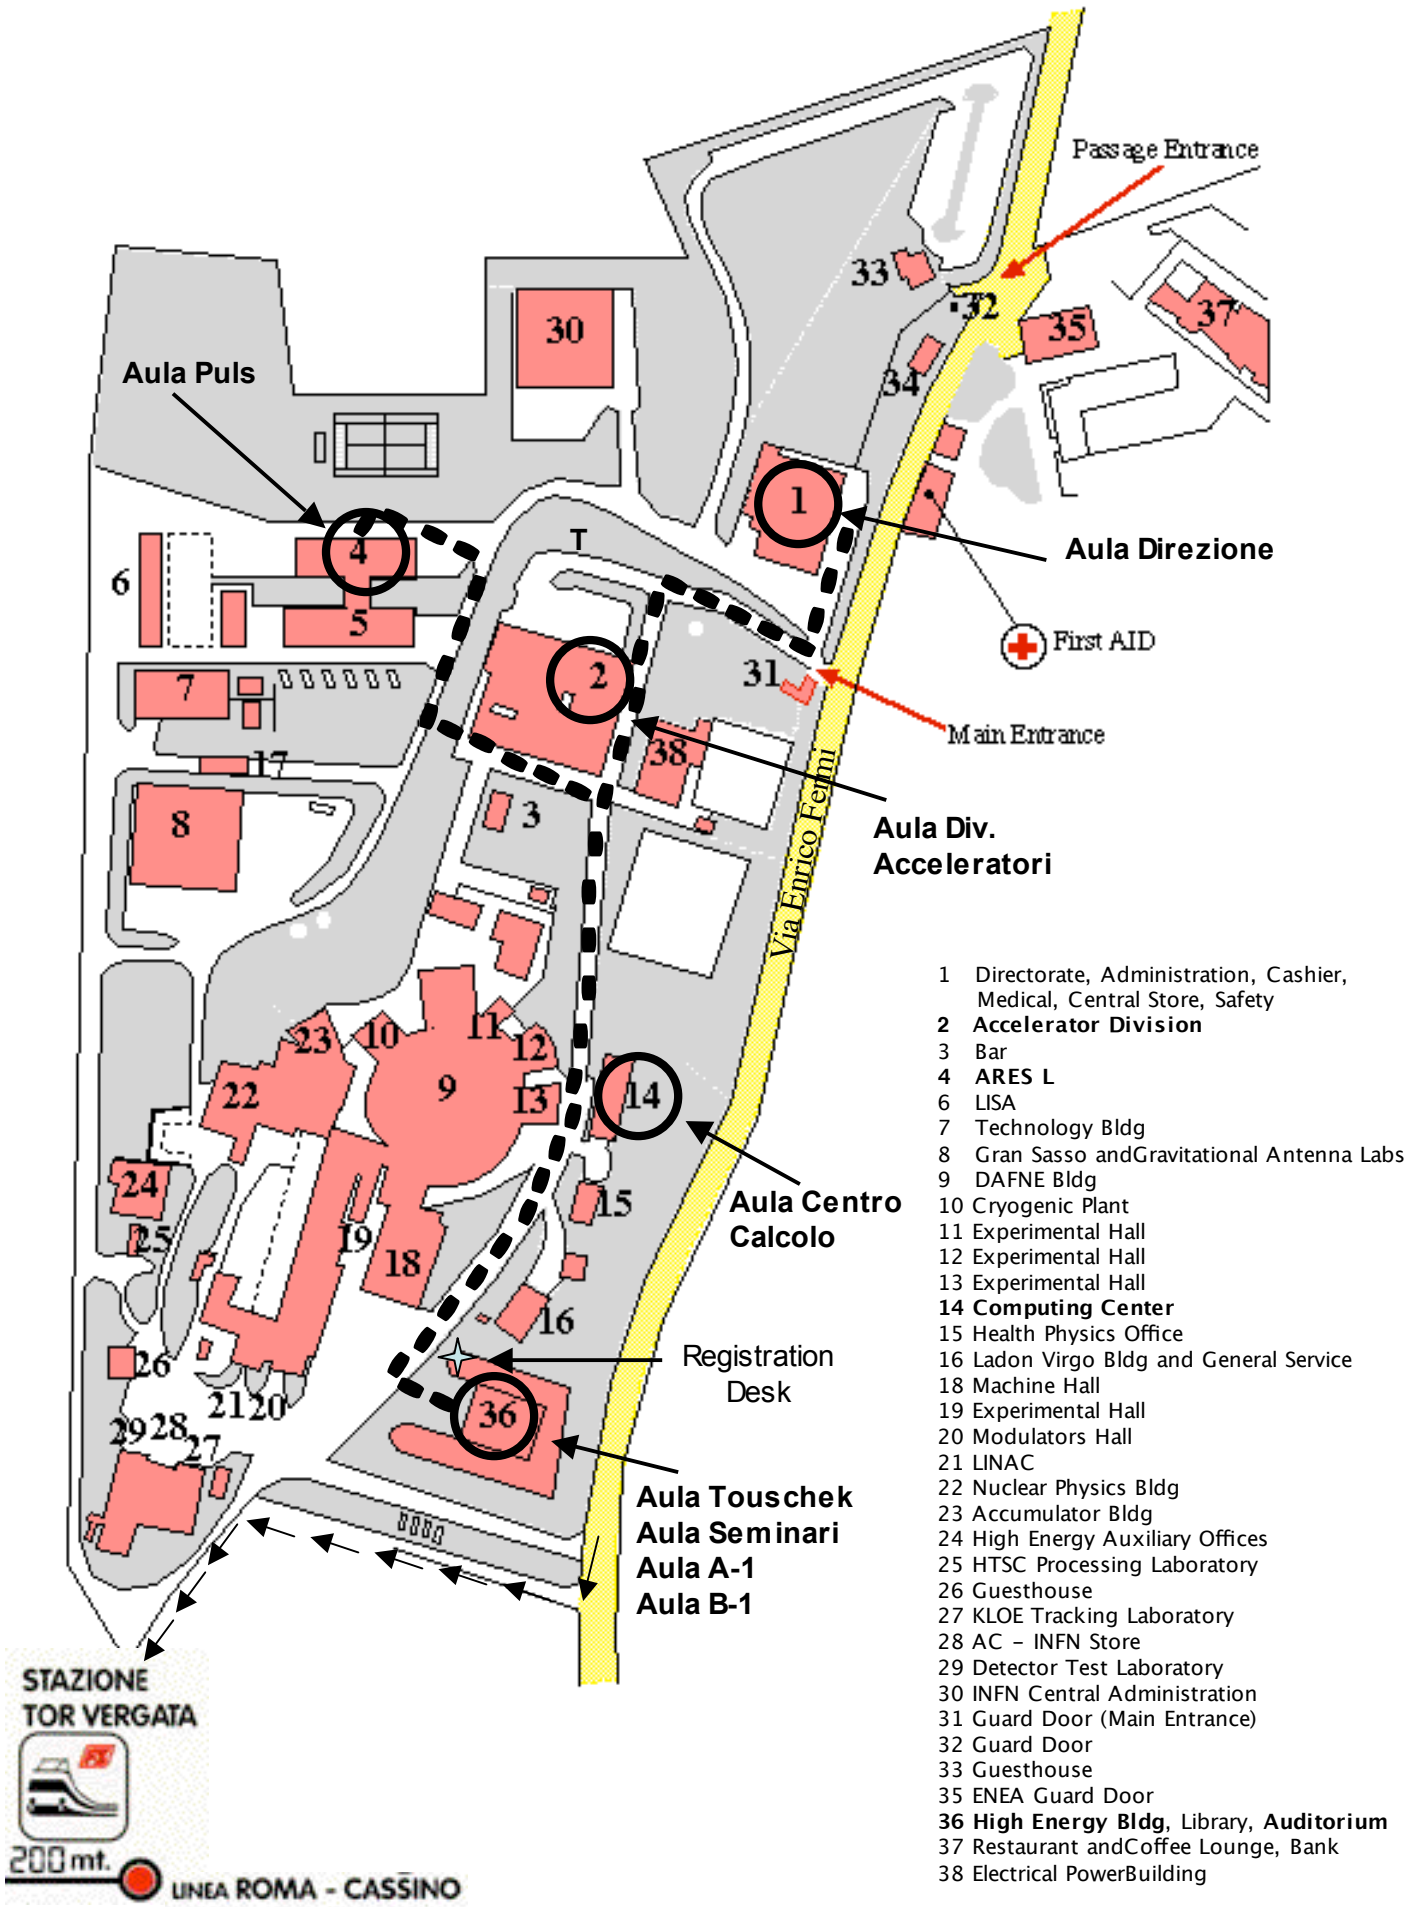 Passage Entrance
33
32
35
37
30
34
Aula Puls
1
T
Aula Direzione
4
6
5
First AID
2
31
7
Main Entrance
38
17
Via Enrico Fermi
3
8
Aula Div.
Acceleratori
11
23
10
12
9
14
22
13
24
15
Aula Centro
Calcolo
25
19
18
16
26
Registration
Desk
21
20
36
29
28
27
Aula Touschek
Aula Seminari
Aula A-1
Aula B-1
STAZIONE
TOR VERGATA
FS
200 mt.
LINEA ROMA - CASSINO
1 Directorate, Administration, Cashier,
Medical, Central Store, Safety
2 Accelerator Division
3 Bar
4 ARES L
6 LISA
7 Technology Bldg
8 Gran Sasso andGravitational Antenna Labs
9 DAFNE Bldg
10 Cryogenic Plant
11 Experimental Hall
12 Experimental Hall
13 Experimental Hall
14 Computing Center
15 Health Physics Office
16 Ladon Virgo Bldg and General Service
18 Machine Hall
19 Experimental Hall
20 Modulators Hall
21 LINAC
22 Nuclear Physics Bldg
23 Accumulator Bldg
24 High Energy Auxiliary Offices
25 HTSC Processing Laboratory
26 Guesthouse
27 KLOE Tracking Laboratory
28 AC - INFN Store
29 Detector Test Laboratory
30 INFN Central Administration
31 Guard Door (Main Entrance)
32 Guard Door
33 Guesthouse
35 ENEA Guard Door
36 High Energy Bldg, Library, Auditorium
37 Restaurant andCoffee Lounge, Bank
38 Electrical PowerBuilding